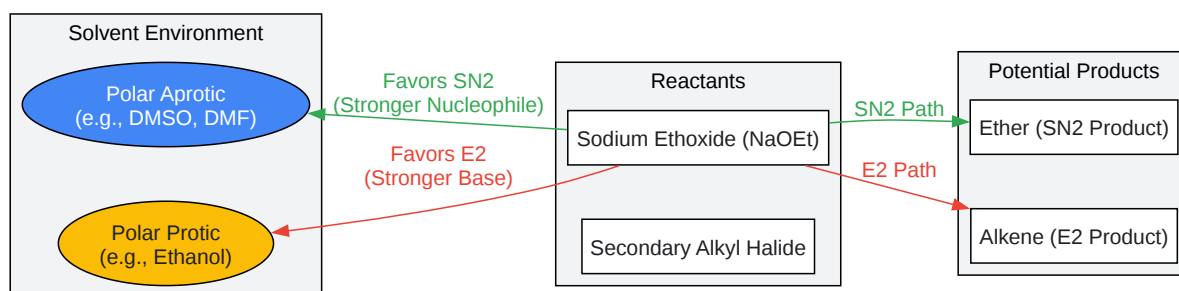 Solvent Environment
Polar Aprotic
(e.g., DMSO, DMF)
Polar Protic
(e.g., Ethanol)
Favors SN2
(Stronger Nucleophile)
Favors E2
(Stronger Base)
Reactants
Sodium Ethoxide (NaOEt)
Secondary Alkyl Halide
SN2 Path
E2 Path
Potential Products
Ether (SN2 Product)
Alkene (E2 Product)